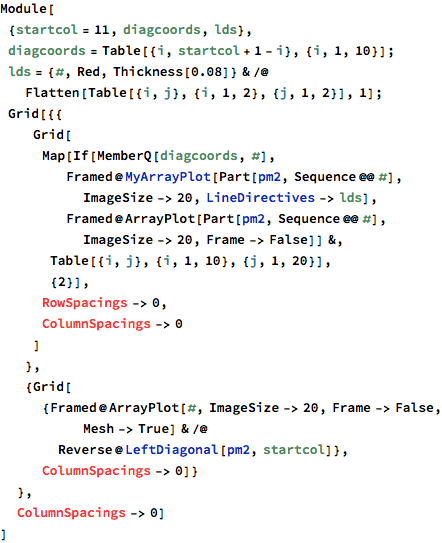 Module[
{startcol = 11, diagcoords, lds},
diagcoords = Table[{i, startcol + 1 - i}, {i, 1, 10}];
lds = {#, Red, Thickness[0.08]} & /@
Flatten[Table[{i, j}, {i, 1, 2}, {j, 1, 2}], 1];
Grid[{{
Grid[
Map[If[MemberQ[diagcoords, #],
Framed@MyArrayPlot[Part[pm2, Sequence @@ #],
ImageSize -> 20, LineDirectives -> lds],
Framed@ArrayPlot[Part[pm2, Sequence @@ #],
ImageSize -> 20, Frame -> False]] &,
Table[{i, j}, {i, 1, 10}, {j, 1, 20}],
{2}],
RowSpacings -> 0,
ColumnSpacings -> 0
]
},
{Grid[
{Framed@ArrayPlot[#, ImageSize -> 20, Frame -> False,
Mesh -> True] & /@
Reverse@LeftDiagonal[pm2, startcol]},
ColumnSpacings -> 0]}
},
ColumnSpacings -> 0]
]